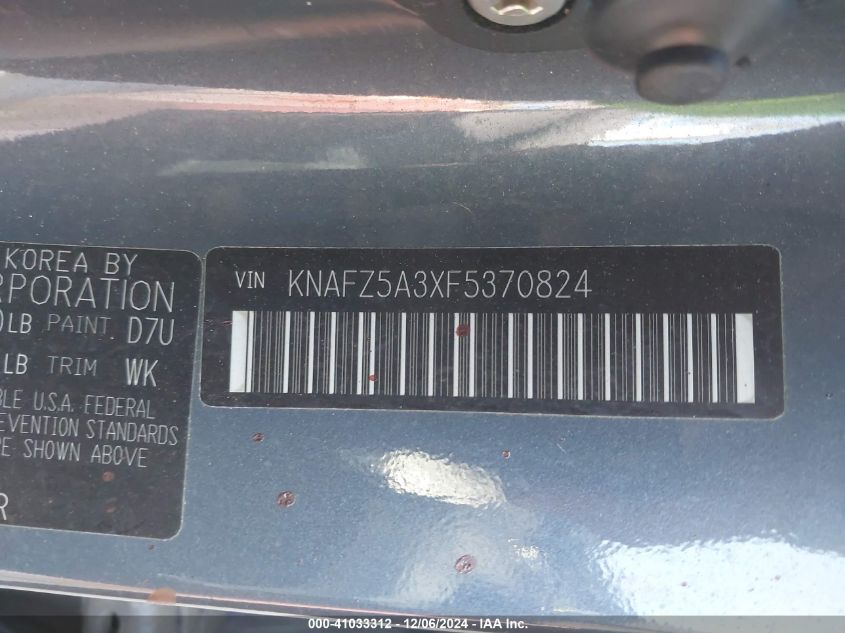 KOREA BY
RPORATION
0LB PAINT D7U
LB TRIM WK
BLE U.S.A. FEDERAL
EVENTION STANDARDS
E SHOWN ABOVE
R
VIN KNAFZ5A3XF5370824
000-41033312 - 12/06/2024 - IAA Inc.